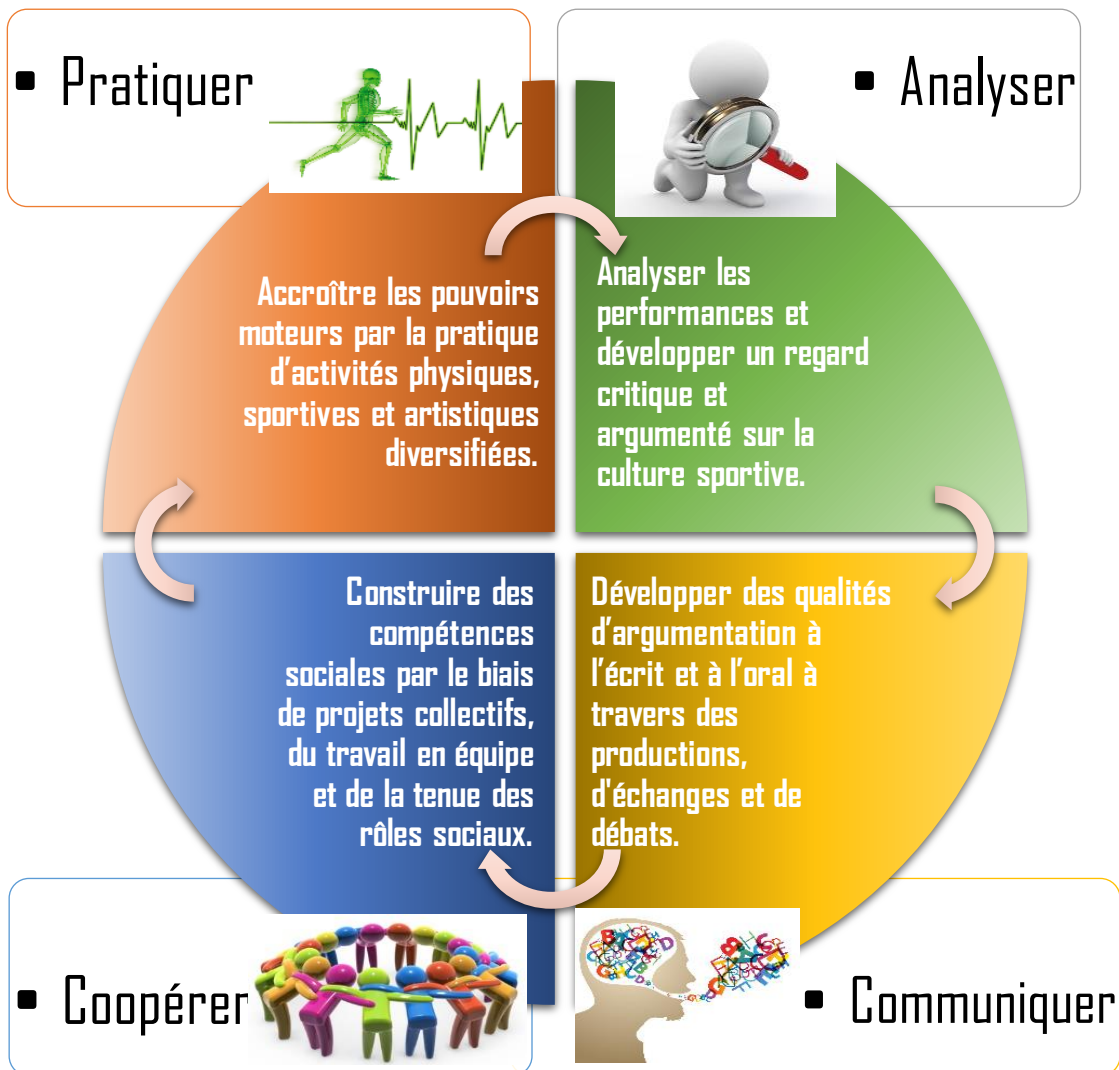 ▪ Pratiquer
▪ Analyser
Accroître les pouvoirs
moteurs par la pratique
d’activités physiques,
sportives et artistiques
diversifiées.
Analyser les
performances et
développer un regard
critique et
argumenté sur la
culture sportive.
Construire des
compétences
sociales par le biais
de projets collectifs,
du travail en équipe
et de la tenue des
rôles sociaux.
Développer des qualités
d’argumentation à
l’écrit et à l’oral à
travers des
productions,
d'échanges et de
débats.
▪ Coopérer
▪ Communiquer